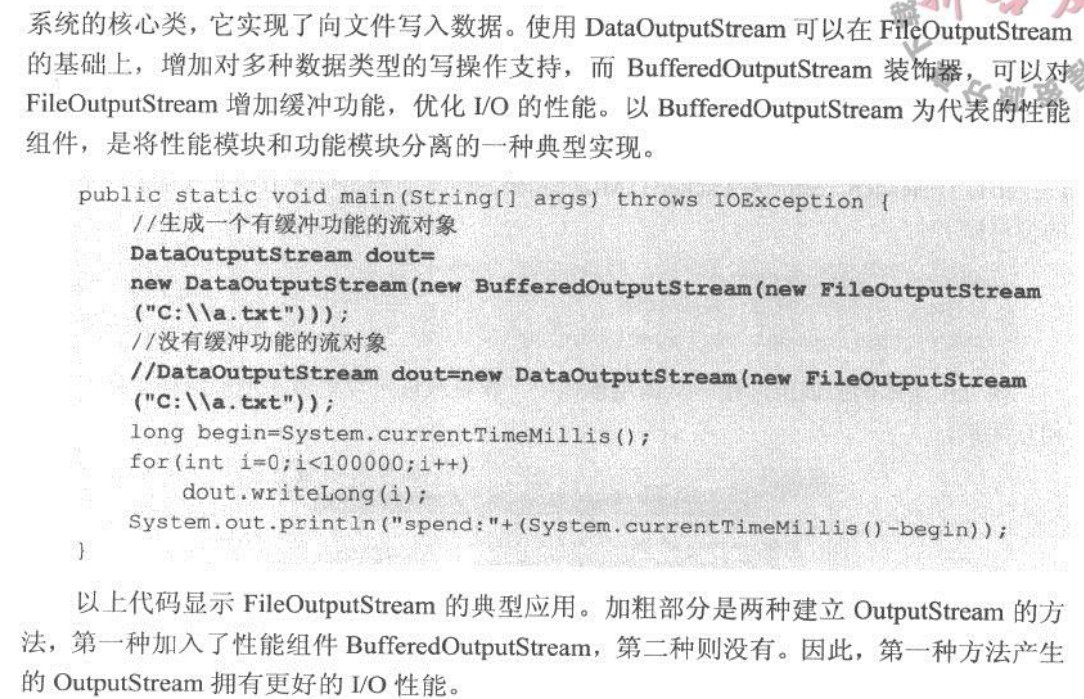 系统的核心类，它实现了向文件写入数据。使用 DataOutputStream 可以在 FileOutputStream
的基础上，增加对多种数据类型的写操作支持，而 BufferedOutputStream 装饰器，可以对
FileOutputStream 增加缓冲功能，优化 I/O 的性能。以 BufferedOutputStream 为代表的性能
组件，是将性能模块和功能模块分离的一种典型实现。
public static void main(String[] args) throws IOException {
//生成一个有缓冲功能的流对象
DataOutputStream dout=
new DataOutputStream(new BufferedOutputStream(new FileOutputStream
("C:\\a.txt")));
//没有缓冲功能的流对象
//DataOutputStream dout=new DataOutputStream(new FileOutputStream
("C:\\a.txt"));
long begin=System.currentTimeMillis();
for(int i=0;i<100000;i++)
dout.writeLong(i);
System.out.println("spend:"+(System.currentTimeMillis()-begin));
}
以上代码显示 FileOutputStream 的典型应用。加粗部分是两种建立 OutputStream 的方
法，第一种加入了性能组件 BufferedOutputStream，第二种则没有。因此，第一种方法产生
的 OutputStream 拥有更好的 I/O 性能。